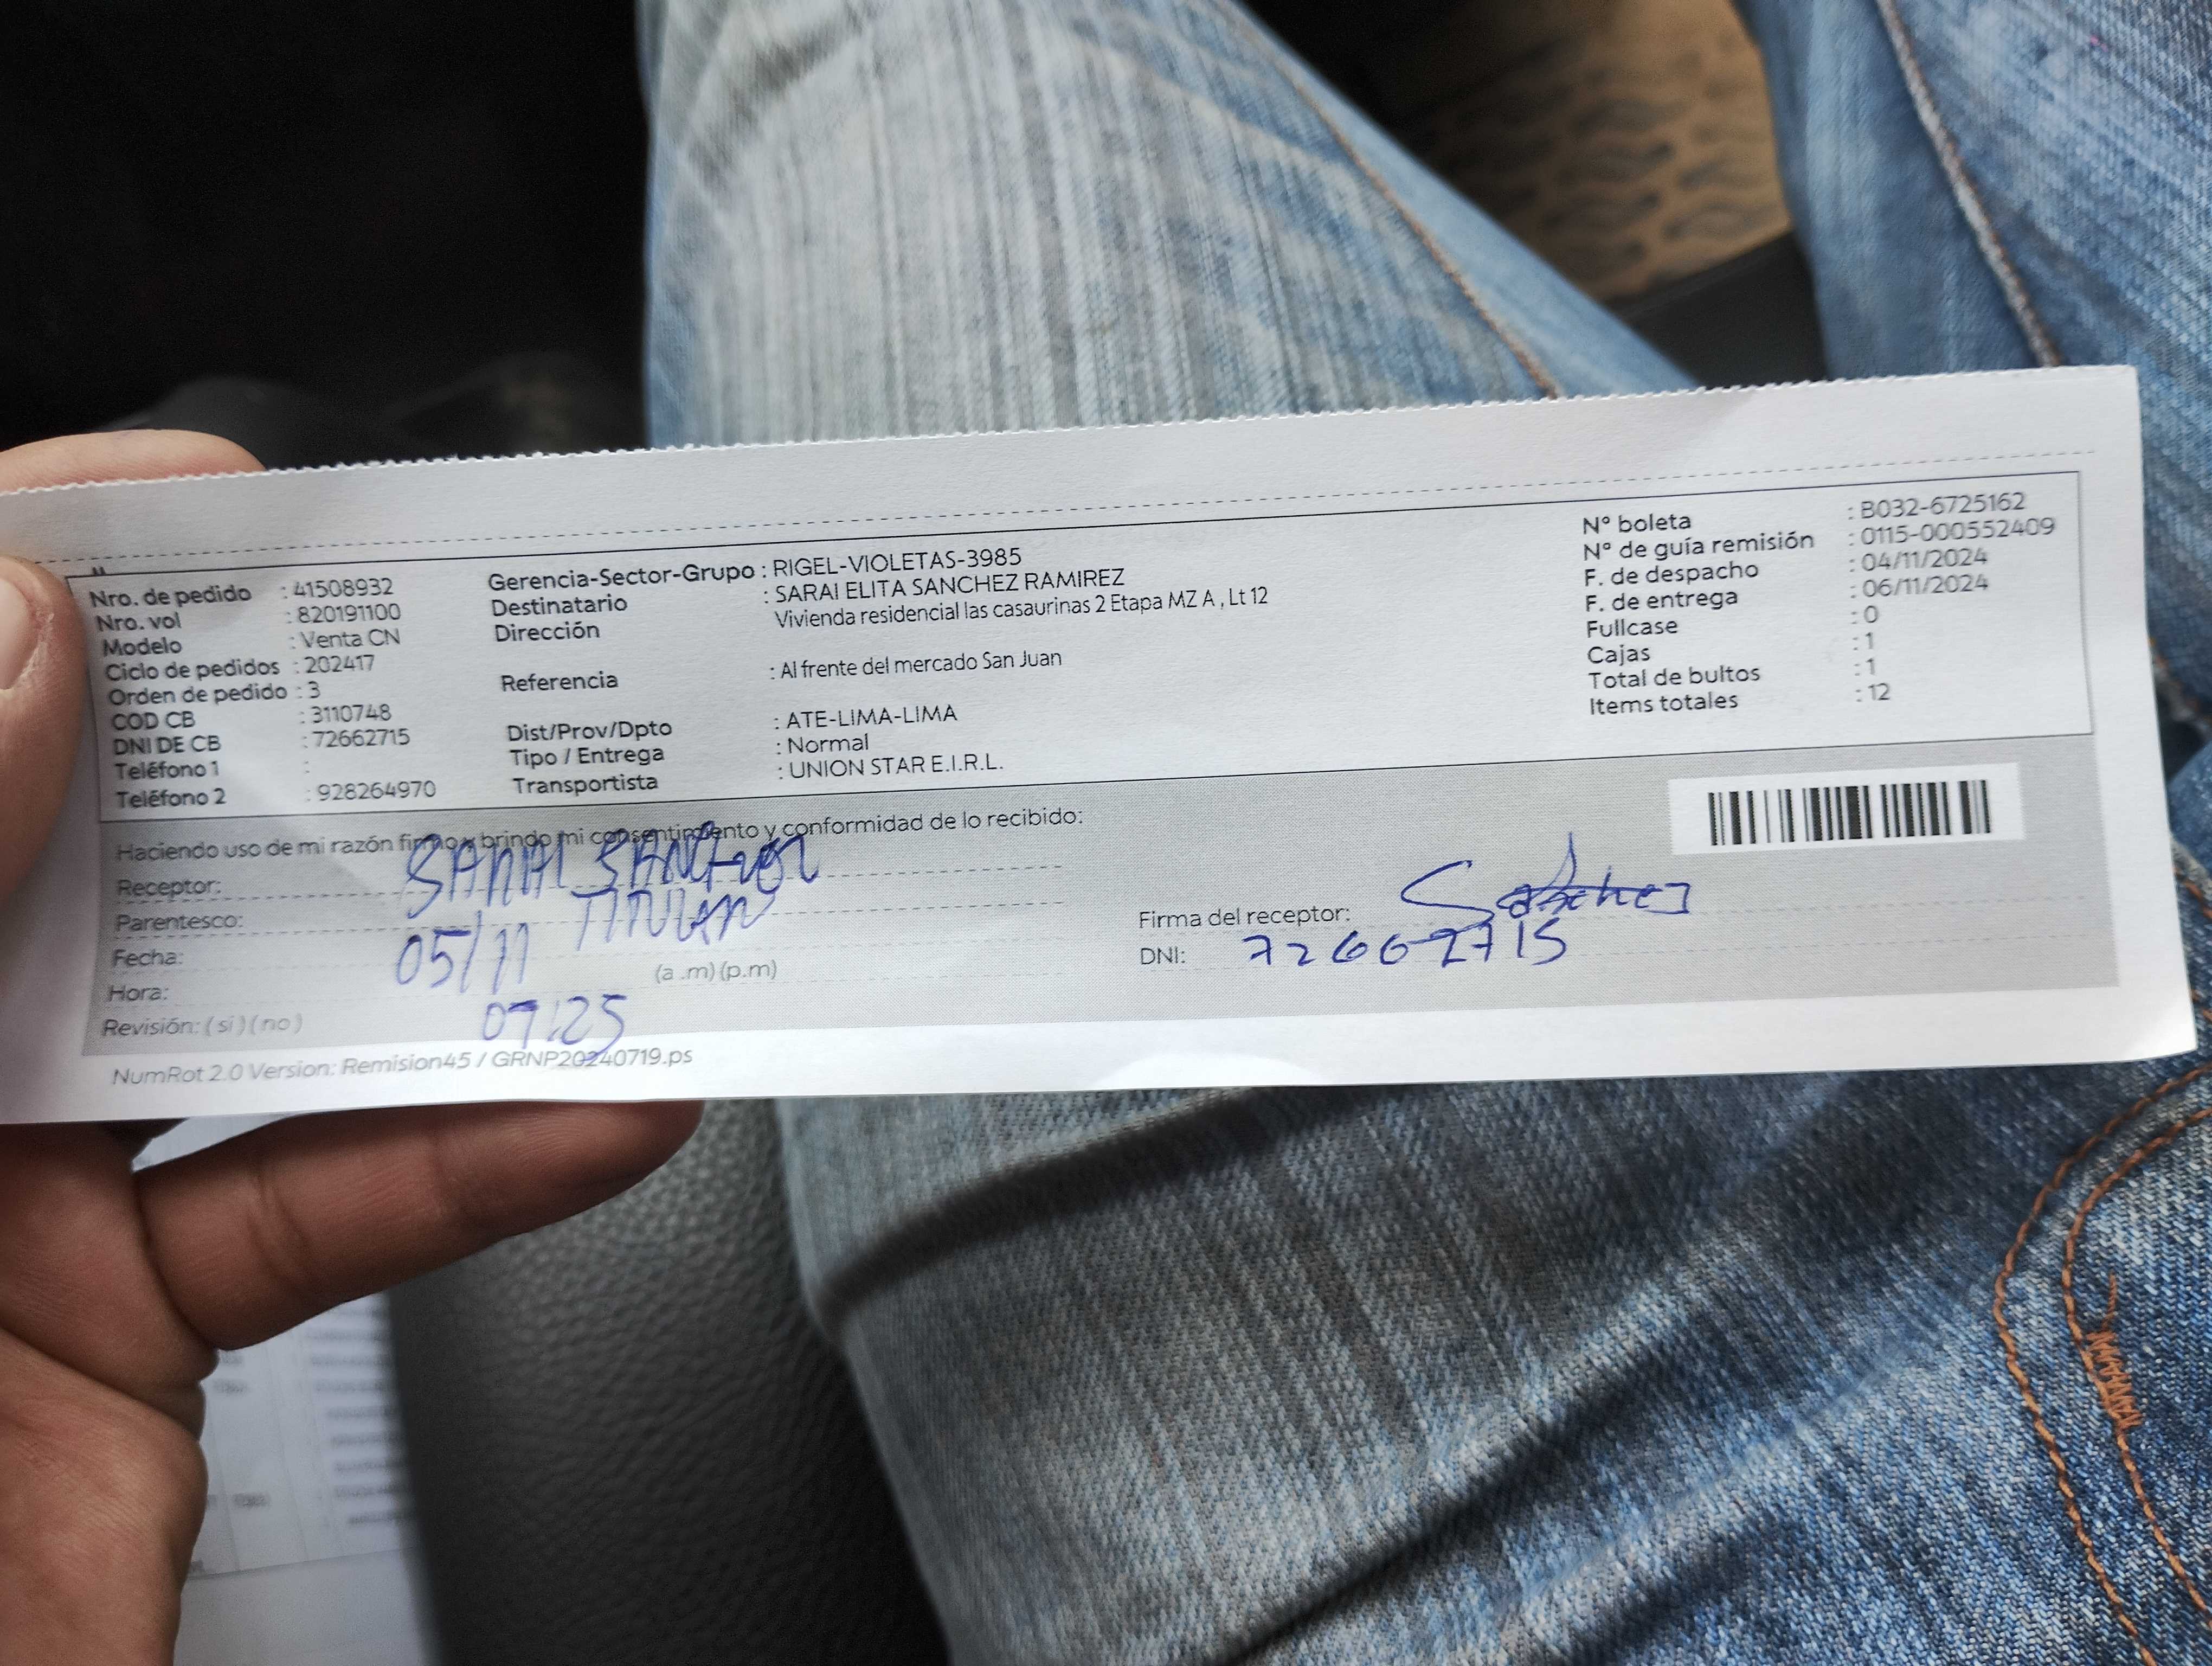 Nro. de pedido : 41508932
Nro. vol : 820191100
Modelo : Venta CN
Ciclo de pedidos : 202417
Orden de pedido : 3
COD CB : 3110748
DNI DE CB : 72662715
Teléfono 1 :
Teléfono 2 : 928264970
Gerencia-Sector-Grupo : RIGEL-VIOLETAS-3985
Destinatario : SARAI ELITA SANCHEZ RAMIREZ
Dirección Vivienda residencial las casaurinas 2 Etapa MZ A , Lt 12
Referencia : Al frente del mercado San Juan
Dist/Prov/Dpto : ATE-LIMA-LIMA
Tipo / Entrega : Normal
Transportista : UNION STAR E.I.R.L.
N° boleta : B032-6725162
N° de guía remisión : 0115-000552409
F. de despacho : 04/11/2024
F. de entrega : 06/11/2024
Fullcase : 0
Cajas : 1
Total de bultos : 1
Items totales : 12
Haciendo uso de mi razón firmo y brindo mi consentimiento y conformidad de lo recibido:
Receptor: SARAI SANCHEZ
Parentesco: TITULAR
Fecha: 05/11
Hora: (a .m) (p.m)
07:25
Revisión: ( si ) ( no )
Firma del receptor: Sanchez
DNI: 72662715
NumRot 2.0 Version: Remision45 / GRNP20240719.ps